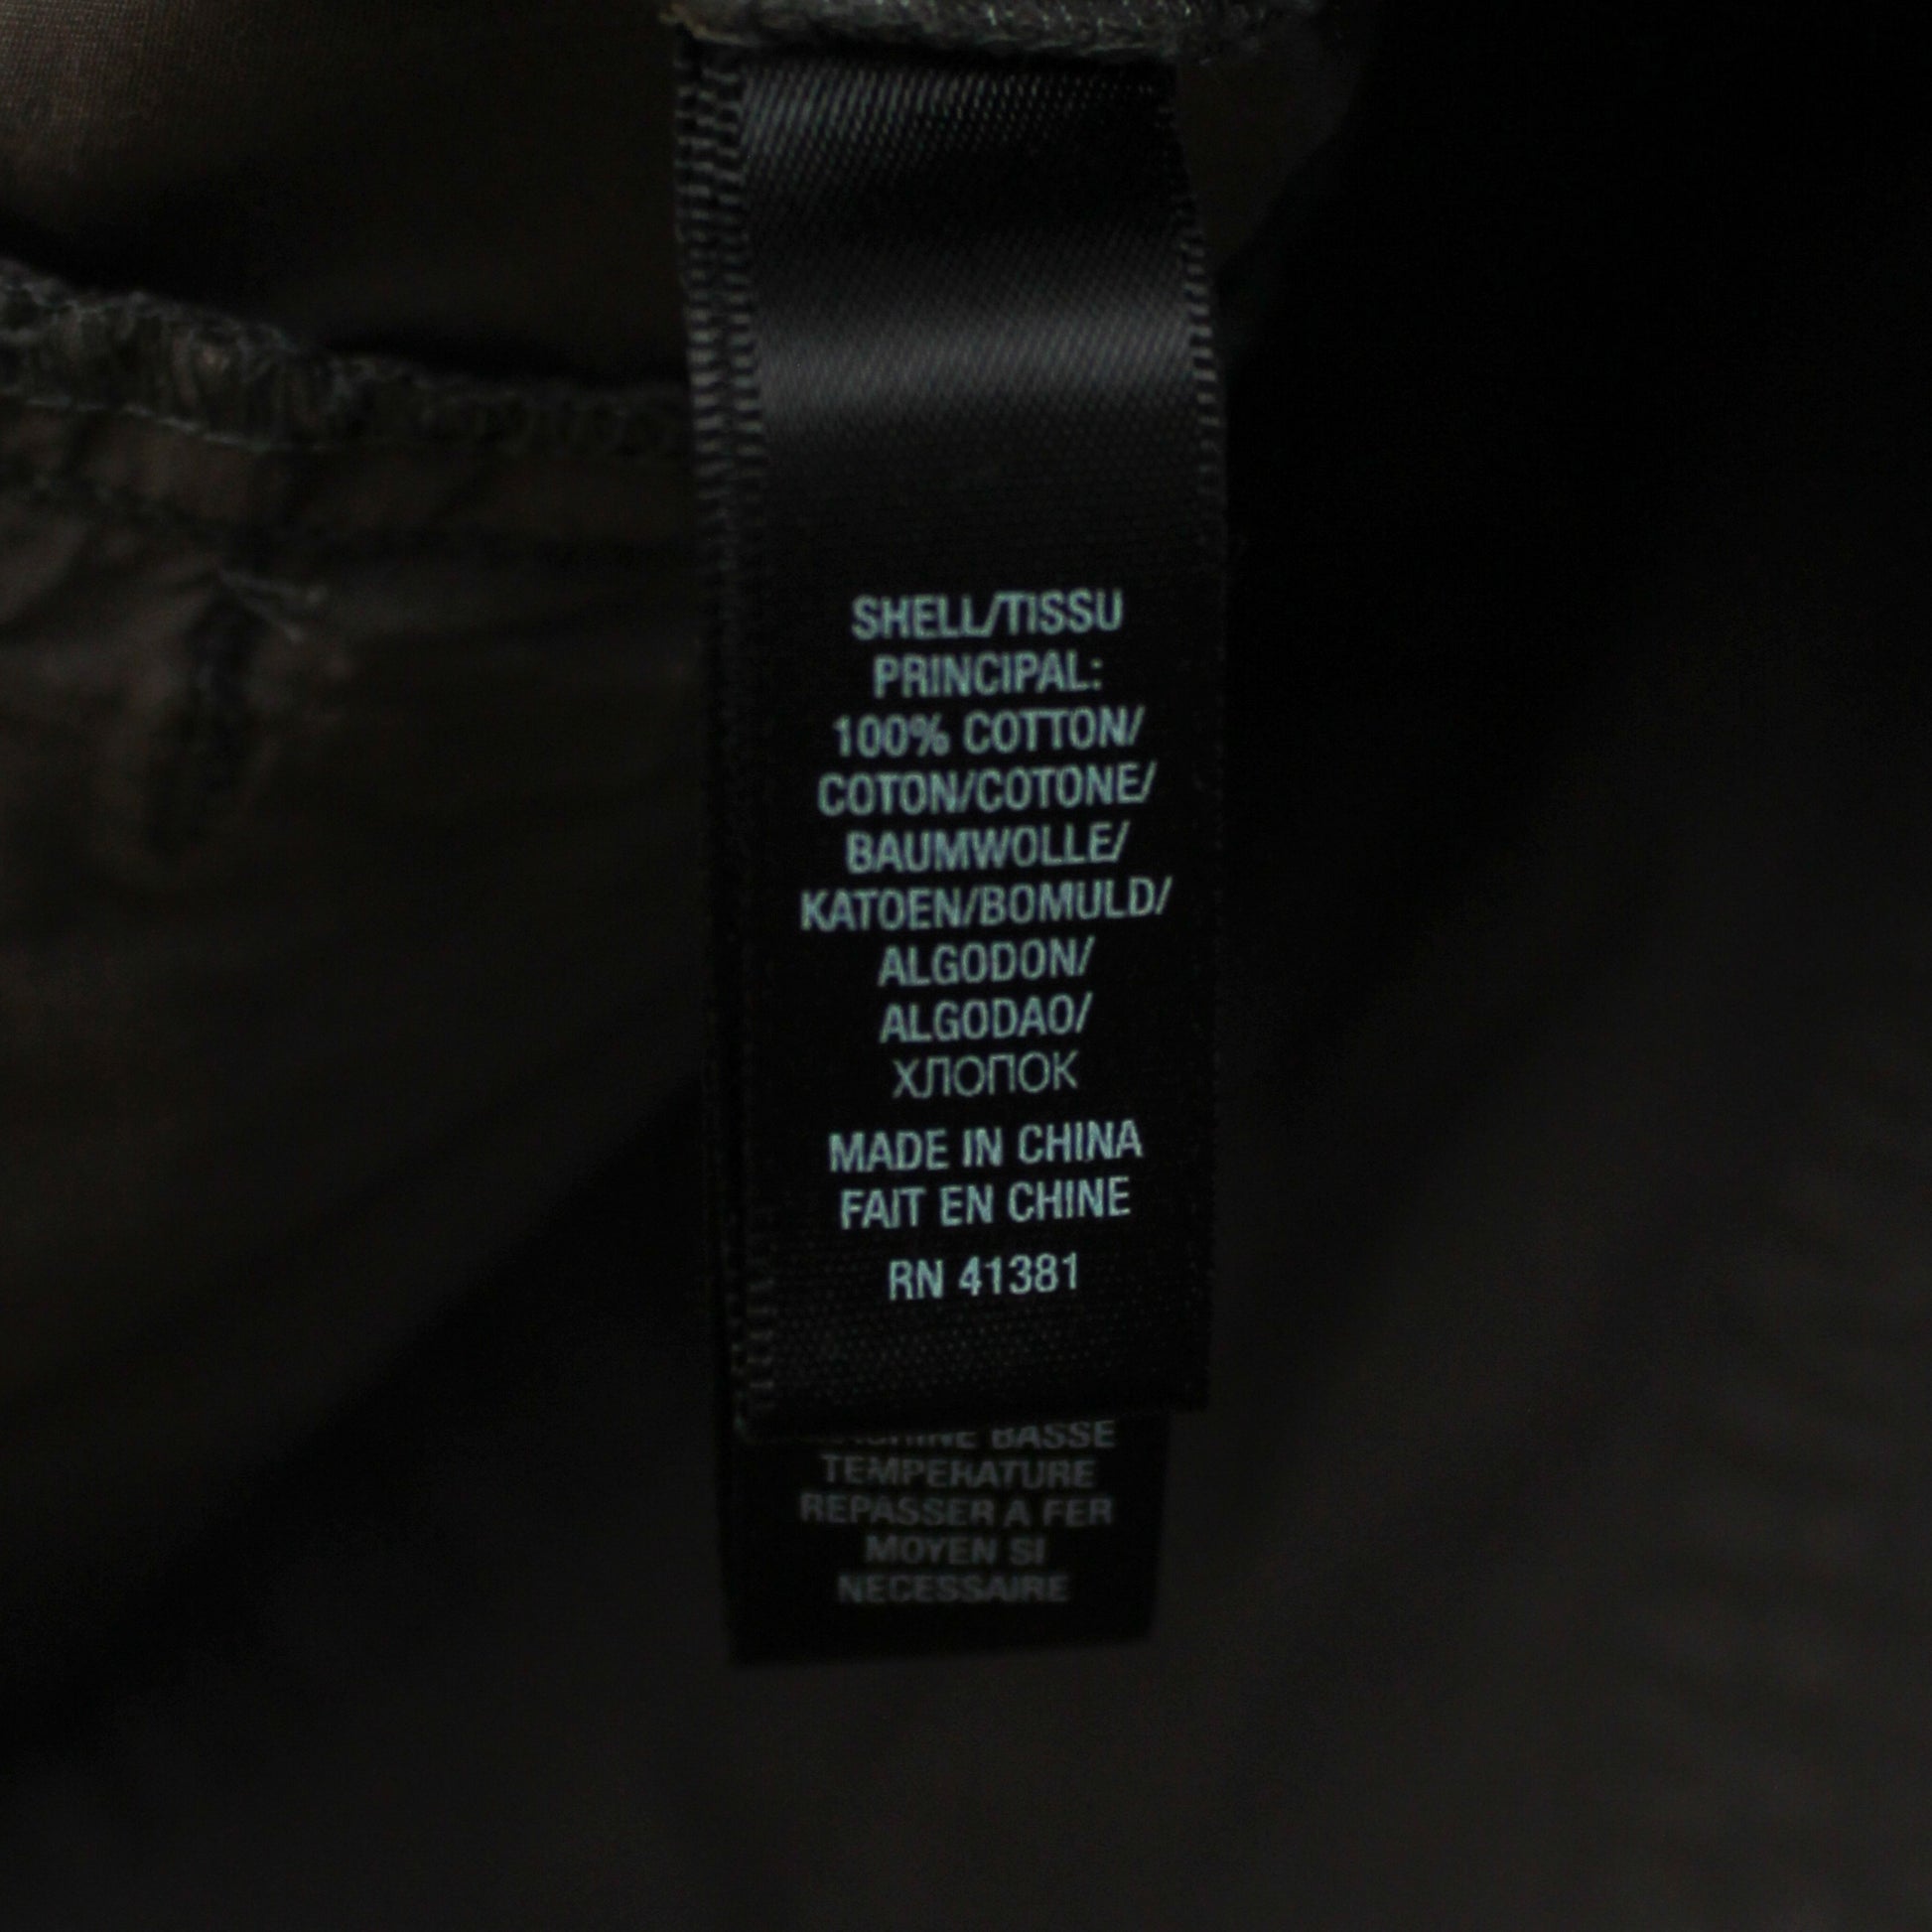 SHELL/TISSU
PRINCIPAL:
100% COTTON/
COTON/COTONE/
BAUMWOLLE/
KATOEN/BOMULD/
ALGODON/
ALGODAO/
ХЛОПОК
MADE IN CHINA
FAIT EN CHINE
RN 41381
BASSE
TEMPERATURE
REPASSER A FER
MOYEN SI
NECESSAIRE